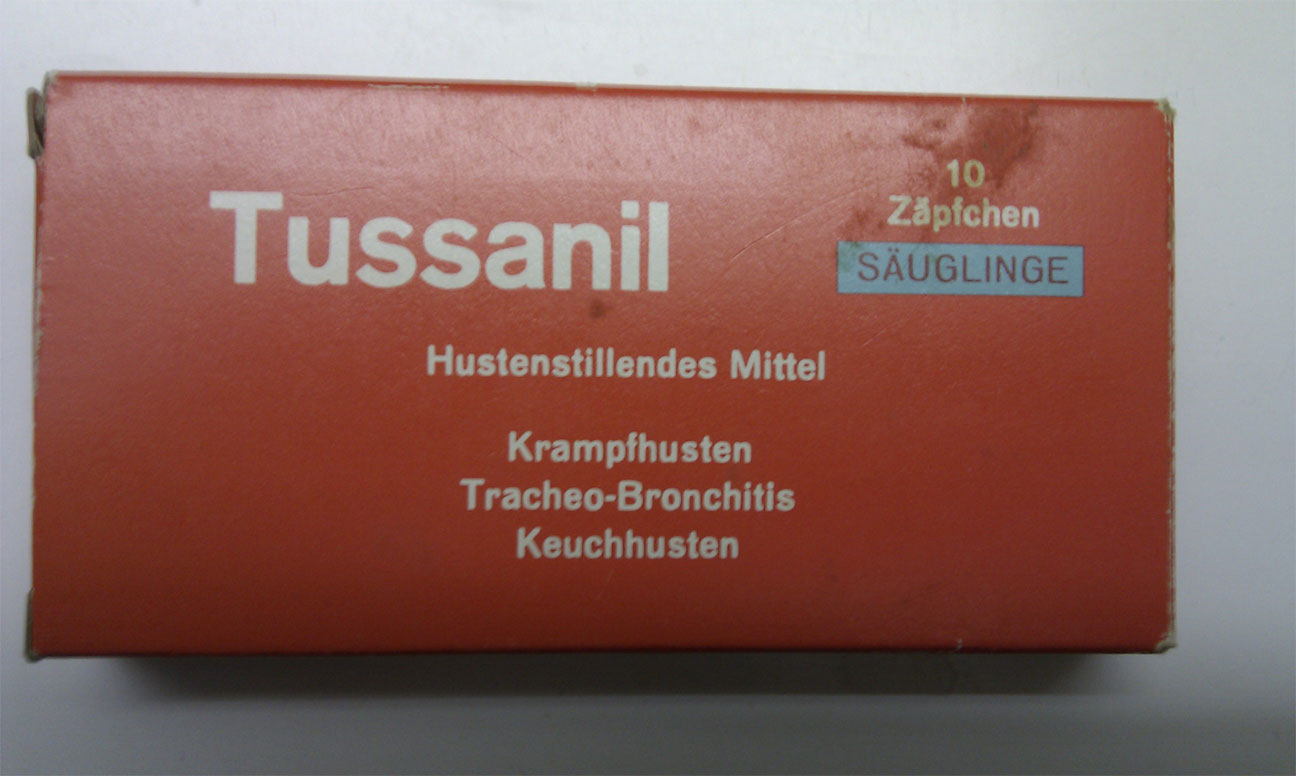 Tussanil
10
Zäpfchen
SÄUGLINGE
Hustenstillendes Mittel
Krampfhusten
Tracheo-Bronchitis
Keuchhusten